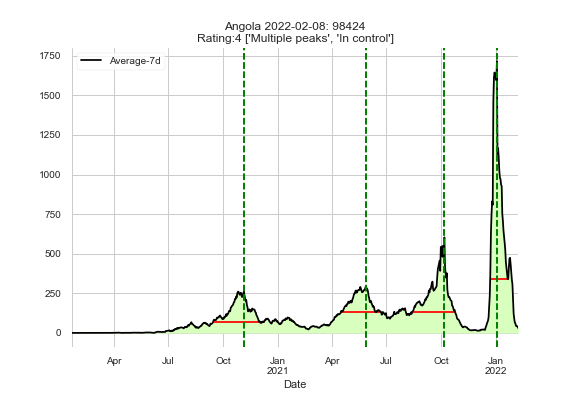 Angola 2022-02-08: 98424
Rating:4 ['Multiple peaks', 'In control']
Average-7d
1750
1500
1250
1000
750
500
250
0
Apr Jul Oct Jan Apr Jul Oct Jan
2021 2022
Date